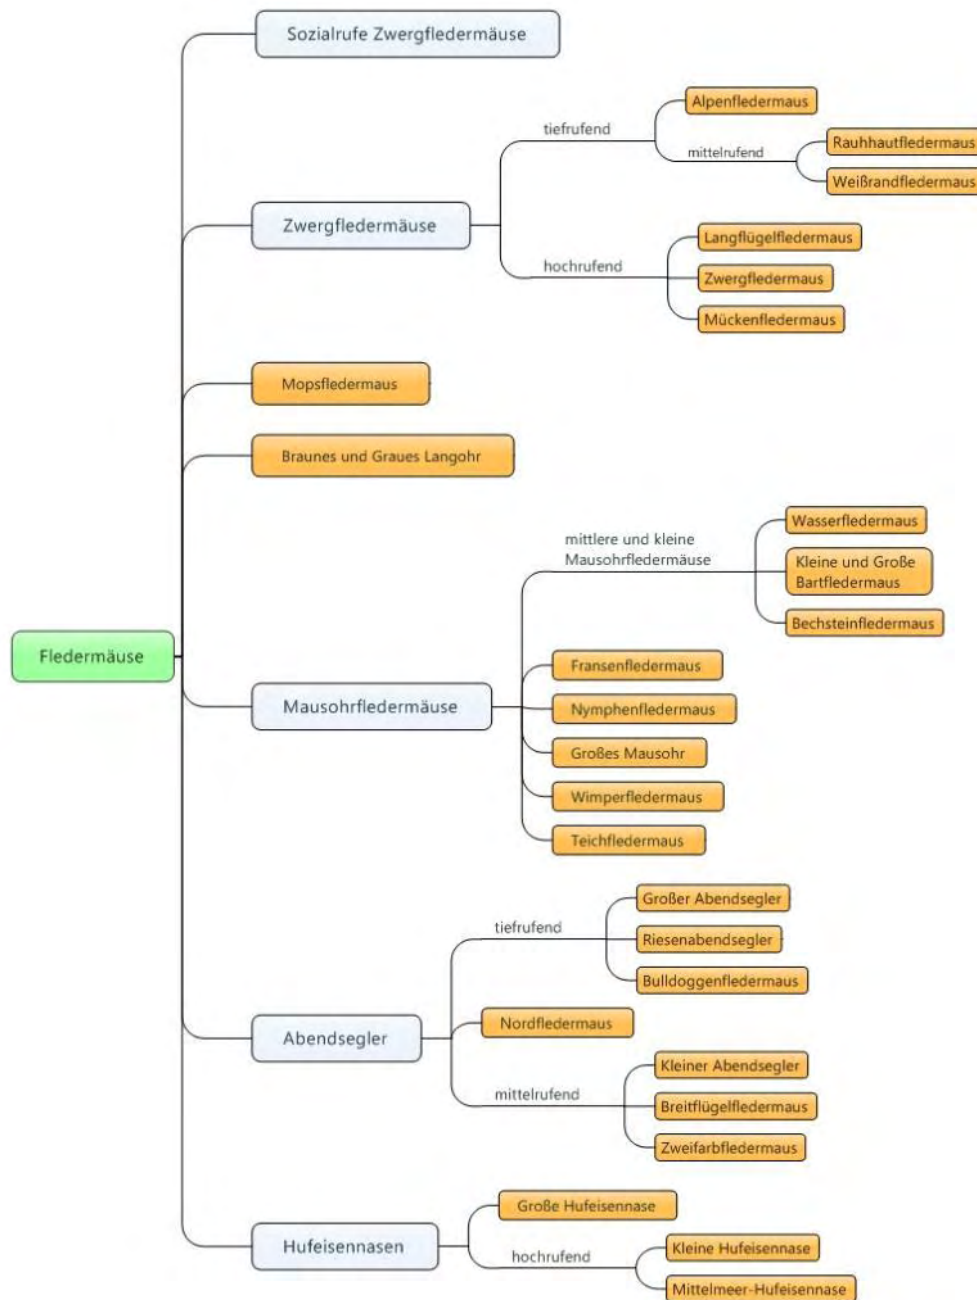 Sozialrufe Zwergfledermäuse
Alpenfledermaus
tiefrufend
mittelrufend
Rauhhautfledermaus
Weißrandfledermaus
Zwergfledermäuse
Langflügelfledermaus
hochrufend
Zwergfledermaus
Mückenfledermaus
Mopsfledermaus
Braunes und Graues Langohr
mittlere und kleine
Mausohrfledermäuse
Wasserfledermaus
Kleine und Große
Bartfledermaus
Bechsteinfledermaus
Fledermäuse
Mausohrfledermäuse
Fransenfledermaus
Nymphenfledermaus
Großes Mausohr
Wimperfledermaus
Teichfledermaus
Großer Abendsegler
tiefrufend
Riesenabendsegler
Bulldoggenfledermaus
Abendsegler
Nordfledermaus
Kleiner Abendsegler
mittelrufend
Breitflügelfledermaus
Zweifarbfledermaus
Große Hufeisennase
Hufeisennasen
hochrufend
Kleine Hufeisennase
Mittelmeer-Hufeisennase